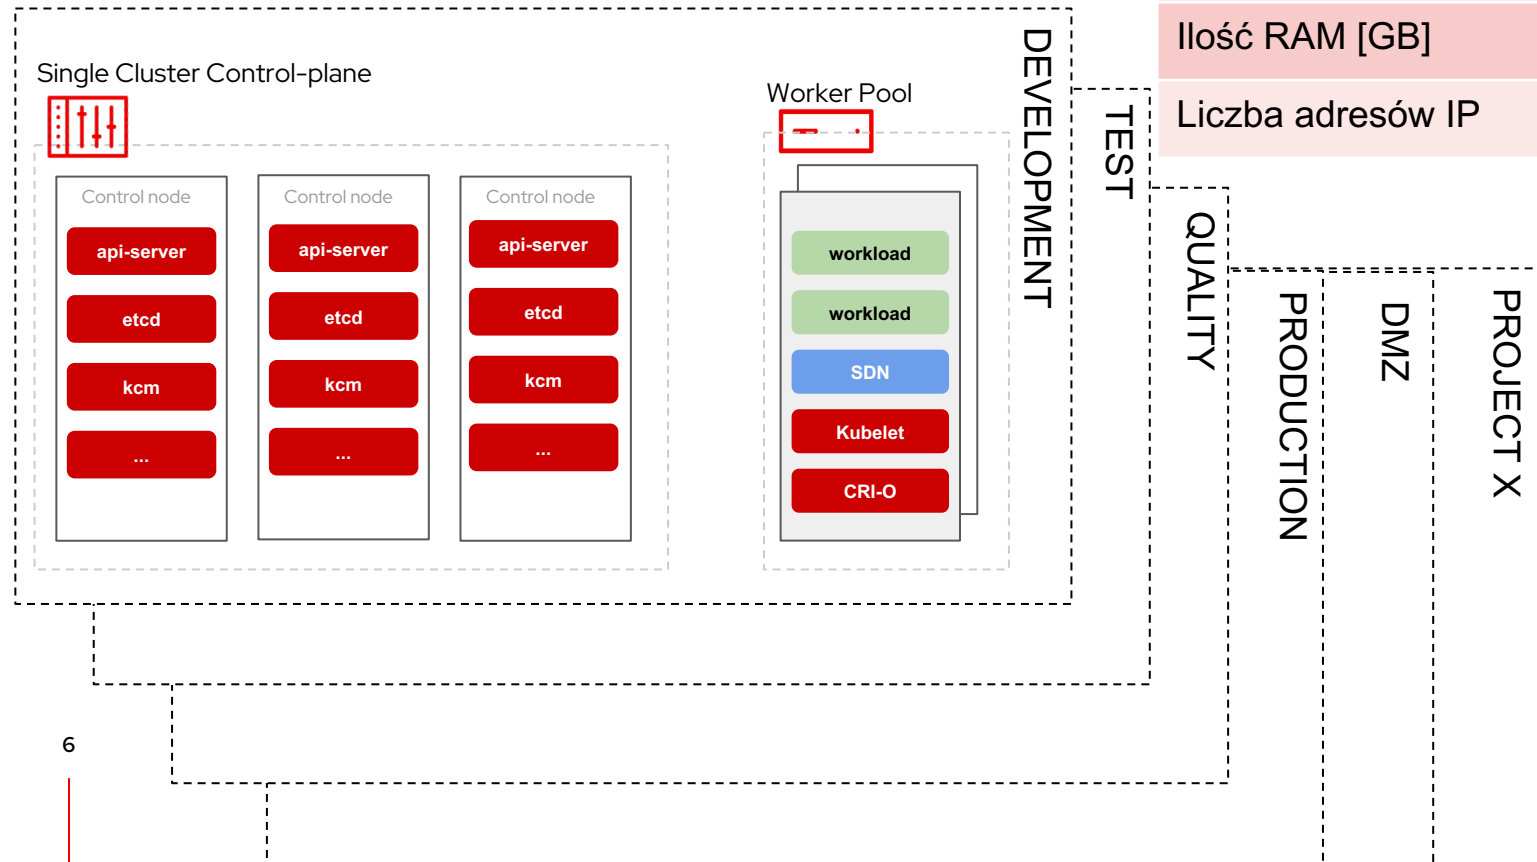 Single Cluster Control-plane
Control node
api-server
etcd
kcm
...
Control node
api-server
etcd
kcm
...
Control node
api-server
etcd
kcm
...
Worker Pool
workload
workload
SDN
Kubelet
CRI-O
DEVELOPMENT
TEST
QUALITY
PRODUCTION
DMZ
PROJECT X
Ilość RAM [GB]
Liczba adresów IP
6